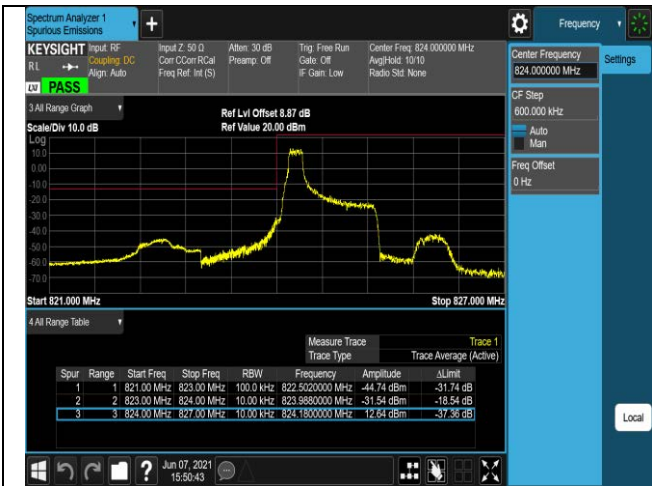 Spectrum Analyzer 1
Spurious Emissions
Frequency
KEYSIGHT
RL
Input: RF
Coupling: DC
Align: Auto
Input Z: 50 Ω
Corr CCorr RCal
Freq Ref: Int (S)
Atten: 30 dB
Preamp: Off
Trig: Free Run
Gate: Off
IF Gain: Low
Center Freq: 824.000000 MHz
Avg|Hold: 10/10
Radio Std: None
LXI PASS
Center Frequency
824.000000 MHz
Settings
CF Step
600.000 kHz
Auto
Man
Freq Offset
0 Hz
3 All Range Graph
Scale/Div 10.0 dB
Ref Lvl Offset 8.87 dB
Ref Value 20.00 dBm
Log
10.0
0.00
-10.0
-20.0
-30.0
-40.0
-50.0
-60.0
-70.0
Start 821.000 MHz Stop 827.000 MHz
4 All Range Table
Measure Trace Trace 1
Trace Type Trace Average (Active)
Spur Range Start Freq Stop Freq RBW Frequency Amplitude ΔLimit
1 1 821.00 MHz 823.00 MHz 100.0 kHz 822.5020000 MHz -44.74 dBm -31.74 dB
2 2 823.00 MHz 824.00 MHz 10.00 kHz 823.9880000 MHz -31.54 dBm -18.54 dB
3 3 824.00 MHz 827.00 MHz 10.00 kHz 824.1800000 MHz 12.64 dBm -37.36 dB
Local
?
Jun 07, 2021
15:50:43